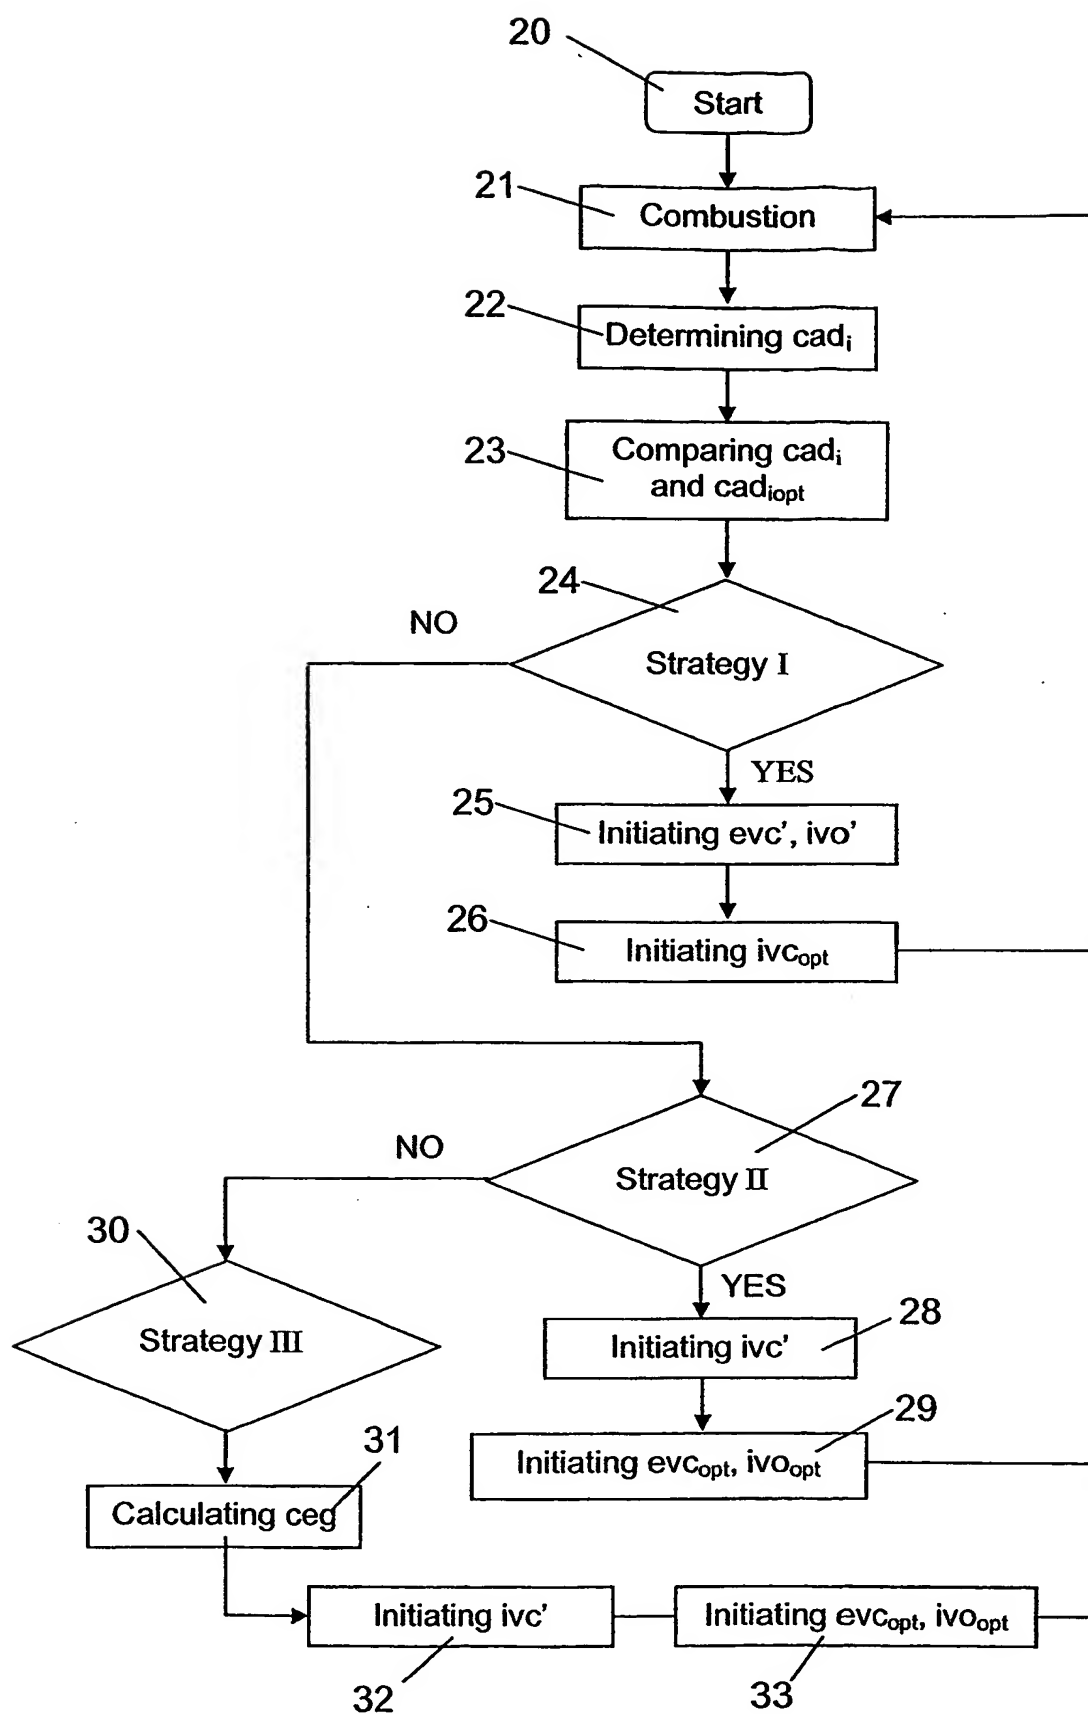 20
Start
21
Combustion
22
Determining cadᵢ
23
Comparing cadᵢ
and cadᵢₒₚₜ
24
NO
Strategy I
YES
25
Initiating evc', ivo'
26
Initiating ivcₒₚₜ
27
NO
Strategy II
30
YES
28
Strategy III
Initiating ivc'
29
31
Initiating evcₒₚₜ, ivoₒₚₜ
Calculating ceg
Initiating ivc'
Initiating evcₒₚₜ, ivoₒₚₜ
32
33